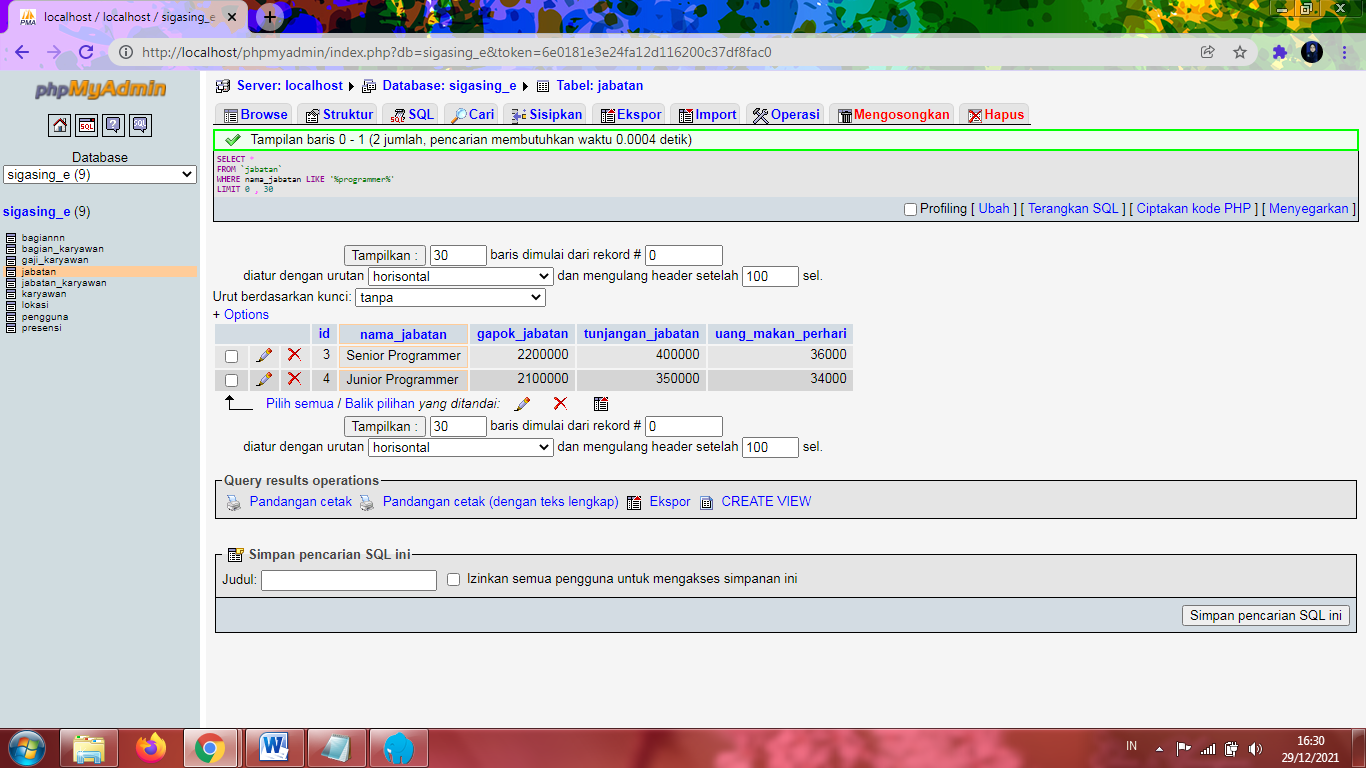 localhost / localhost / sigasing_e
http://localhost/phpmyadmin/index.php?db=sigasing_e&token=6e0181e3e24fa12d116200c37df8fac0
phpMyAdmin
Database
sigasing_e (9)
sigasing_e (9)
bagiannn
bagian_karyawan
gaji_karyawan
jabatan
jabatan_karyawan
karyawan
lokasi
pengguna
presensi
Server: localhost Database: sigasing_e Tabel: jabatan
Browse Struktur SQL Cari Sisipkan Ekspor Import Operasi Mengosongkan Hapus
Tampilan baris 0 - 1 (2 jumlah, pencarian membutuhkan waktu 0.0004 detik)
SELECT *
FROM `jabatan`
WHERE nama_jabatan LIKE '%programmer%'
LIMIT 0 , 30
Profiling [ Ubah ] [ Terangkan SQL ] [ Ciptakan kode PHP ] [ Menyegarkan ]
Tampilkan : 30 baris dimulai dari rekord # 0
diatur dengan urutan horisontal dan mengulang header setelah 100 sel.
Urut berdasarkan kunci: tanpa
+ Options
id nama_jabatan gapok_jabatan tunjangan_jabatan uang_makan_perhari
3 Senior Programmer 2200000 400000 36000
4 Junior Programmer 2100000 350000 34000
Pilih semua / Balik pilihan yang ditandai:
Tampilkan : 30 baris dimulai dari rekord # 0
diatur dengan urutan horisontal dan mengulang header setelah 100 sel.
Query results operations
Pandangan cetak Pandangan cetak (dengan teks lengkap) Ekspor CREATE VIEW
Simpan pencarian SQL ini
Judul: Izinkan semua pengguna untuk mengakses simpanan ini
Simpan pencarian SQL ini
IN
16:30
29/12/2021